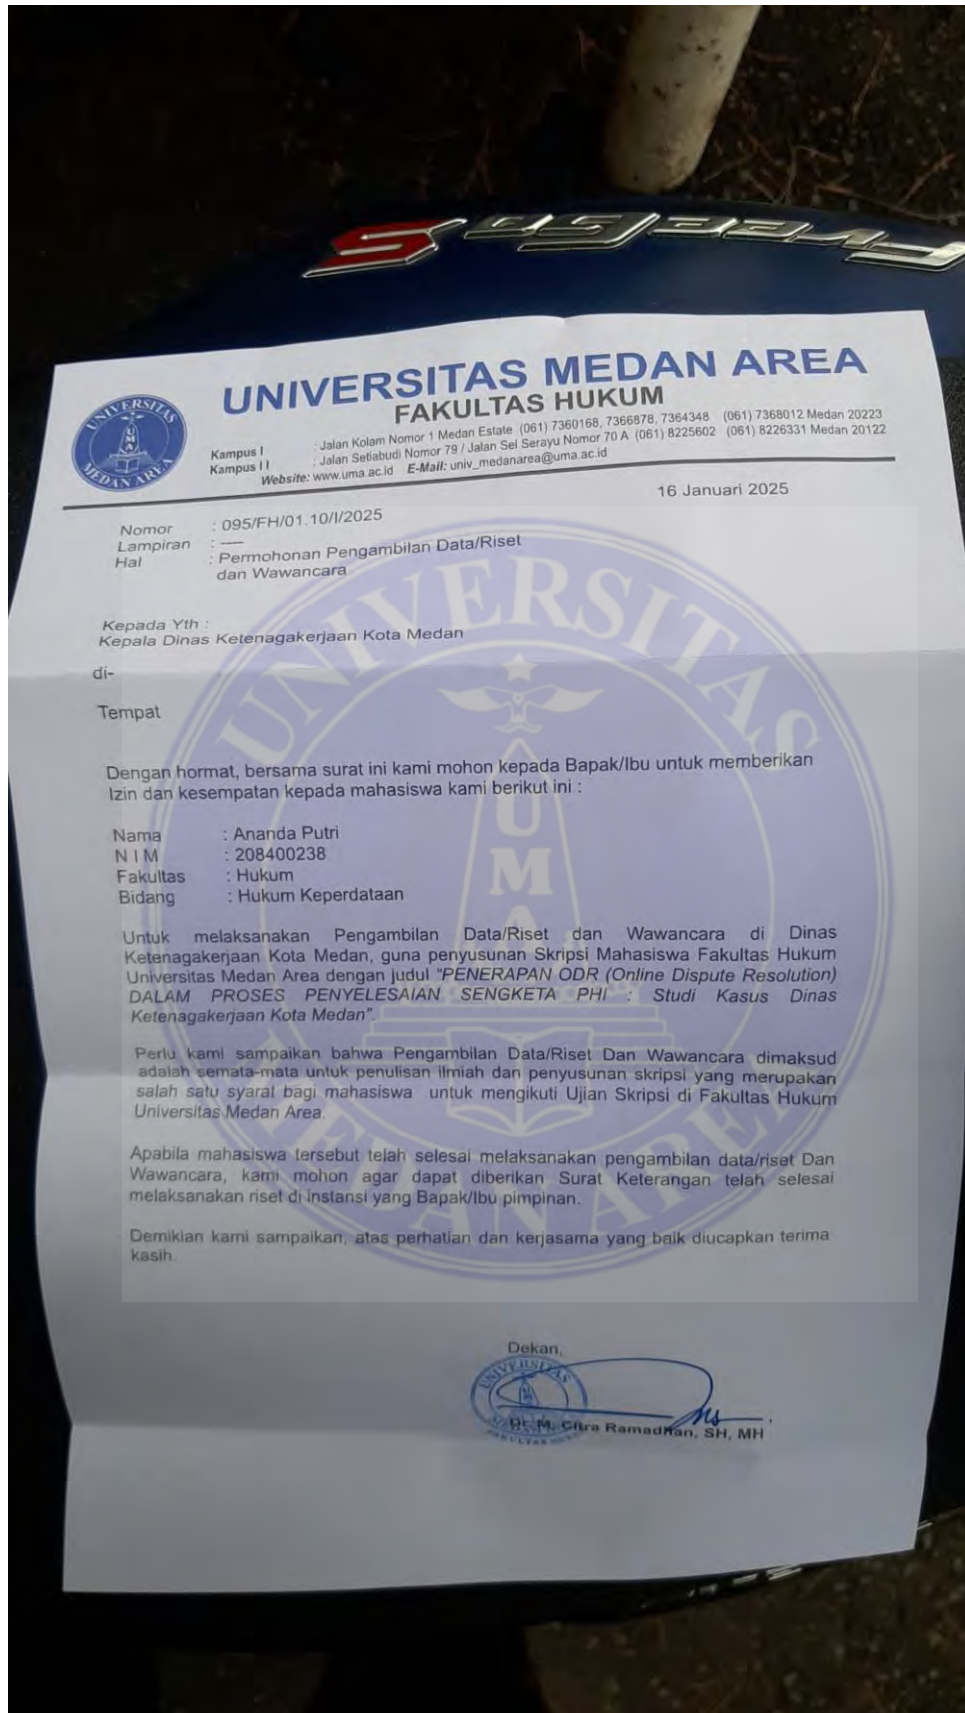 Freego S
UNIVERSITAS MEDAN AREA
FAKULTAS HUKUM
Kampus I : Jalan Kolam Nomor 1 Medan Estate (061) 7360168, 7366878, 7364348 (061) 7368012 Medan 20223
Kampus II : Jalan Setiabudi Nomor 79 / Jalan Sei Serayu Nomor 70 A (061) 8225602 (061) 8226331 Medan 20122
Website: www.uma.ac.id E-Mail: univ_medanarea@uma.ac.id
UNIVERSITAS
UMA
MEDAN AREA
16 Januari 2025
Nomor : 095/FH/01.10/I/2025
Lampiran : ----
Hal : Permohonan Pengambilan Data/Riset
dan Wawancara
Kepada Yth :
Kepala Dinas Ketenagakerjaan Kota Medan
di-
Tempat
Dengan hormat, bersama surat ini kami mohon kepada Bapak/Ibu untuk memberikan
Izin dan kesempatan kepada mahasiswa kami berikut ini :
Nama : Ananda Putri
N I M : 208400238
Fakultas : Hukum
Bidang : Hukum Keperdataan
Untuk melaksanakan Pengambilan Data/Riset dan Wawancara di Dinas
Ketenagakerjaan Kota Medan, guna penyusunan Skripsi Mahasiswa Fakultas Hukum
Universitas Medan Area dengan judul "PENERAPAN ODR (Online Dispute Resolution)
DALAM PROSES PENYELESAIAN SENGKETA PHI : Studi Kasus Dinas
Ketenagakerjaan Kota Medan".
Perlu kami sampaikan bahwa Pengambilan Data/Riset Dan Wawancara dimaksud
adalah semata-mata untuk penulisan ilmiah dan penyusunan skripsi yang merupakan
salah satu syaral bagi mahasiswa untuk mengikuti Ujian Skripsi di Fakultas Hukum
Universitas Medan Area.
Apabila mahasiswa tersebut telah selesai melaksanakan pengambilan data/riset Dan
Wawancara, kami mohon agar dapat diberikan Surat Keterangan telah selesai
melaksanakan riset di instansi yang Bapak/Ibu pimpinan.
Demikian kami sampaikan, atas perhatian dan kerjasama yang baik diucapkan terima
kasih.
UNIVERSITAS
UMA
MEDAN AREA
Dekan,
UNIVERSITAS
Dr. M. Citra Ramadhan, SH, MH